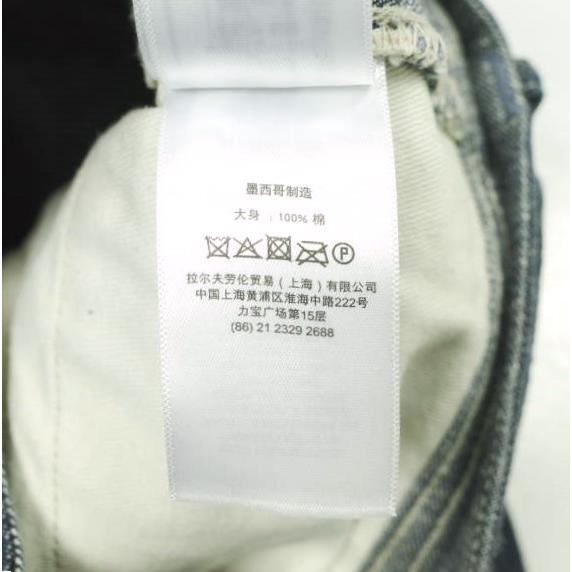 墨西哥制造
大身 : 100% 棉
P
拉尔夫劳伦贸易（上海）有限公司
中国上海黄浦区淮海中路222号
力宝广场第15层
(86) 21 2329 2688